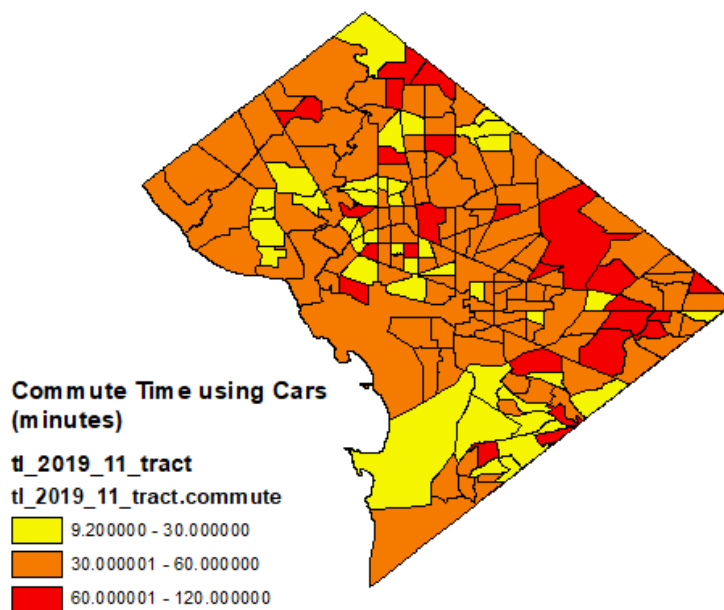 Commute Time using Cars
(minutes)
tl_2019_11_tract
tl_2019_11_tract.commute
9.200000 - 30.000000
30.000001 - 60.000000
60.000001 - 120.000000